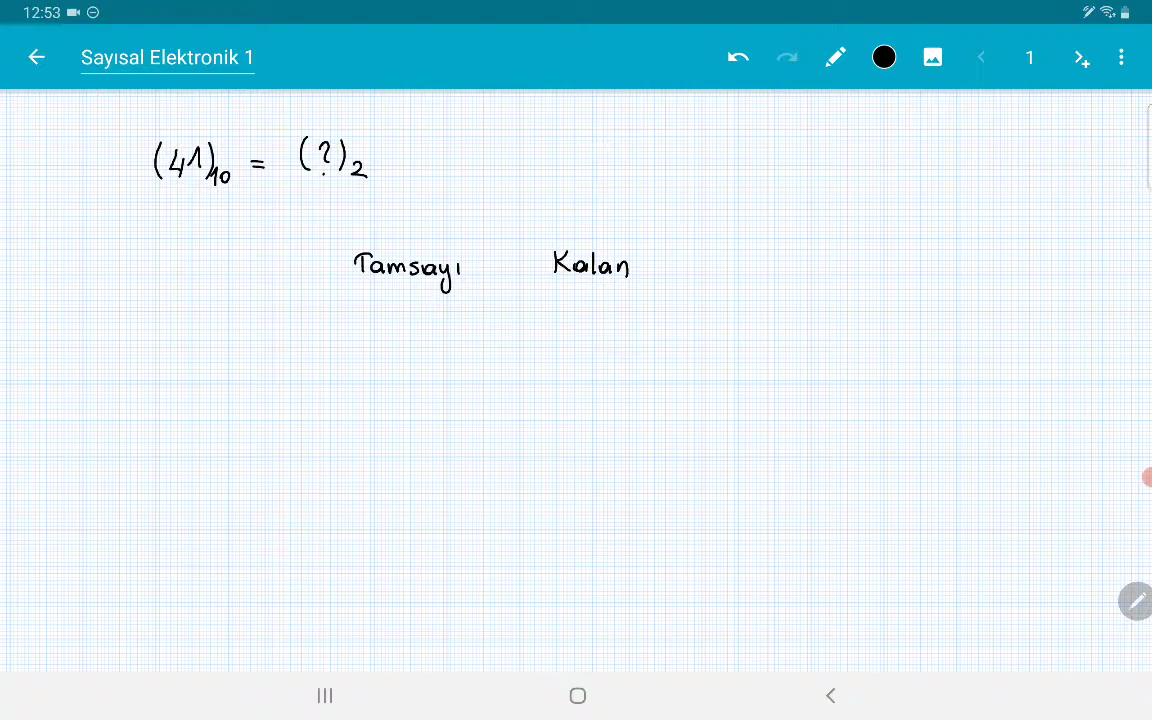 12:53
Sayısal Elektronik 1
1
(41)10 = (?)2
Tamsayı Kalan